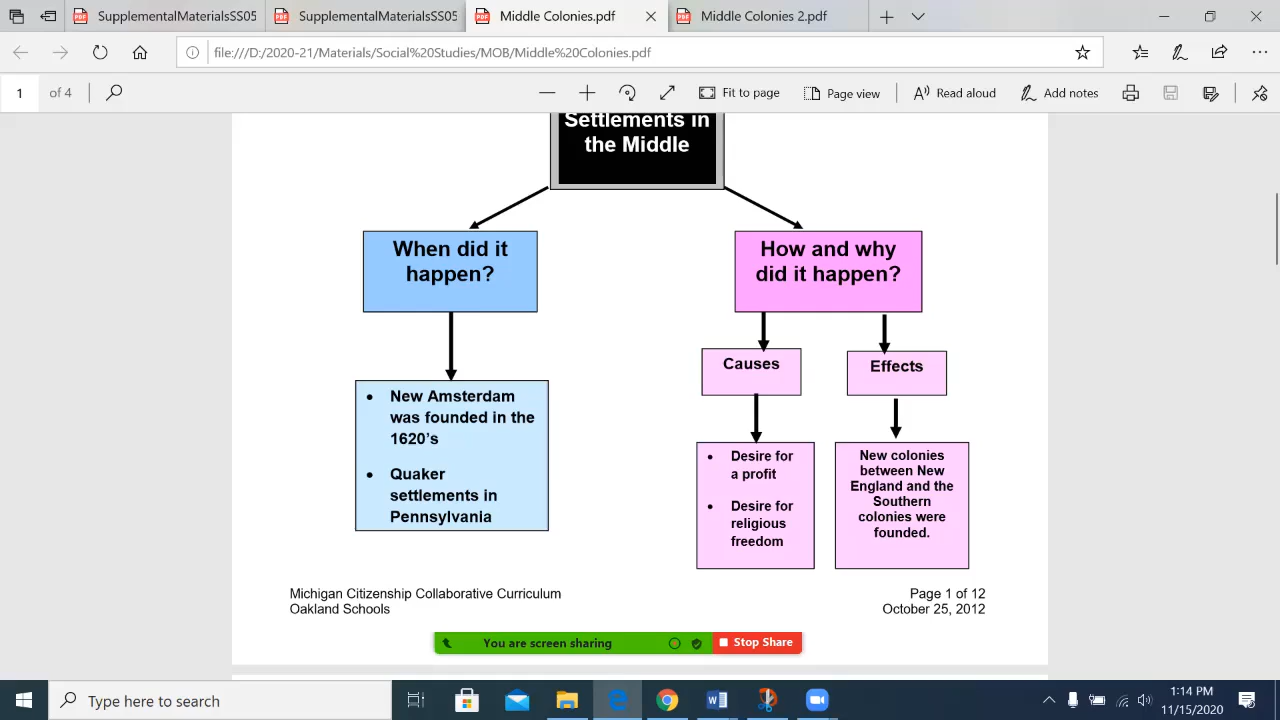 SupplementalMaterialsSS05
SupplementalMaterialsSS05
Middle Colonies.pdf
Middle Colonies 2.pdf
file:///D:/2020-21/Materials/Social%20Studies/MOB/Middle%20Colonies.pdf
1 of 4
Fit to page
Page view
Read aloud
Add notes
Settlements in
the Middle
When did it
happen?
How and why
did it happen?
Causes
Effects
• New Amsterdam
was founded in the
1620's
• Quaker
settlements in
Pennsylvania
• Desire for
a profit
• Desire for
religious
freedom
New colonies
between New
England and the
Southern
colonies were
founded.
Michigan Citizenship Collaborative Curriculum
Oakland Schools
Page 1 of 12
October 25, 2012
You are screen sharing
Stop Share
Type here to search
1:14 PM
11/15/2020